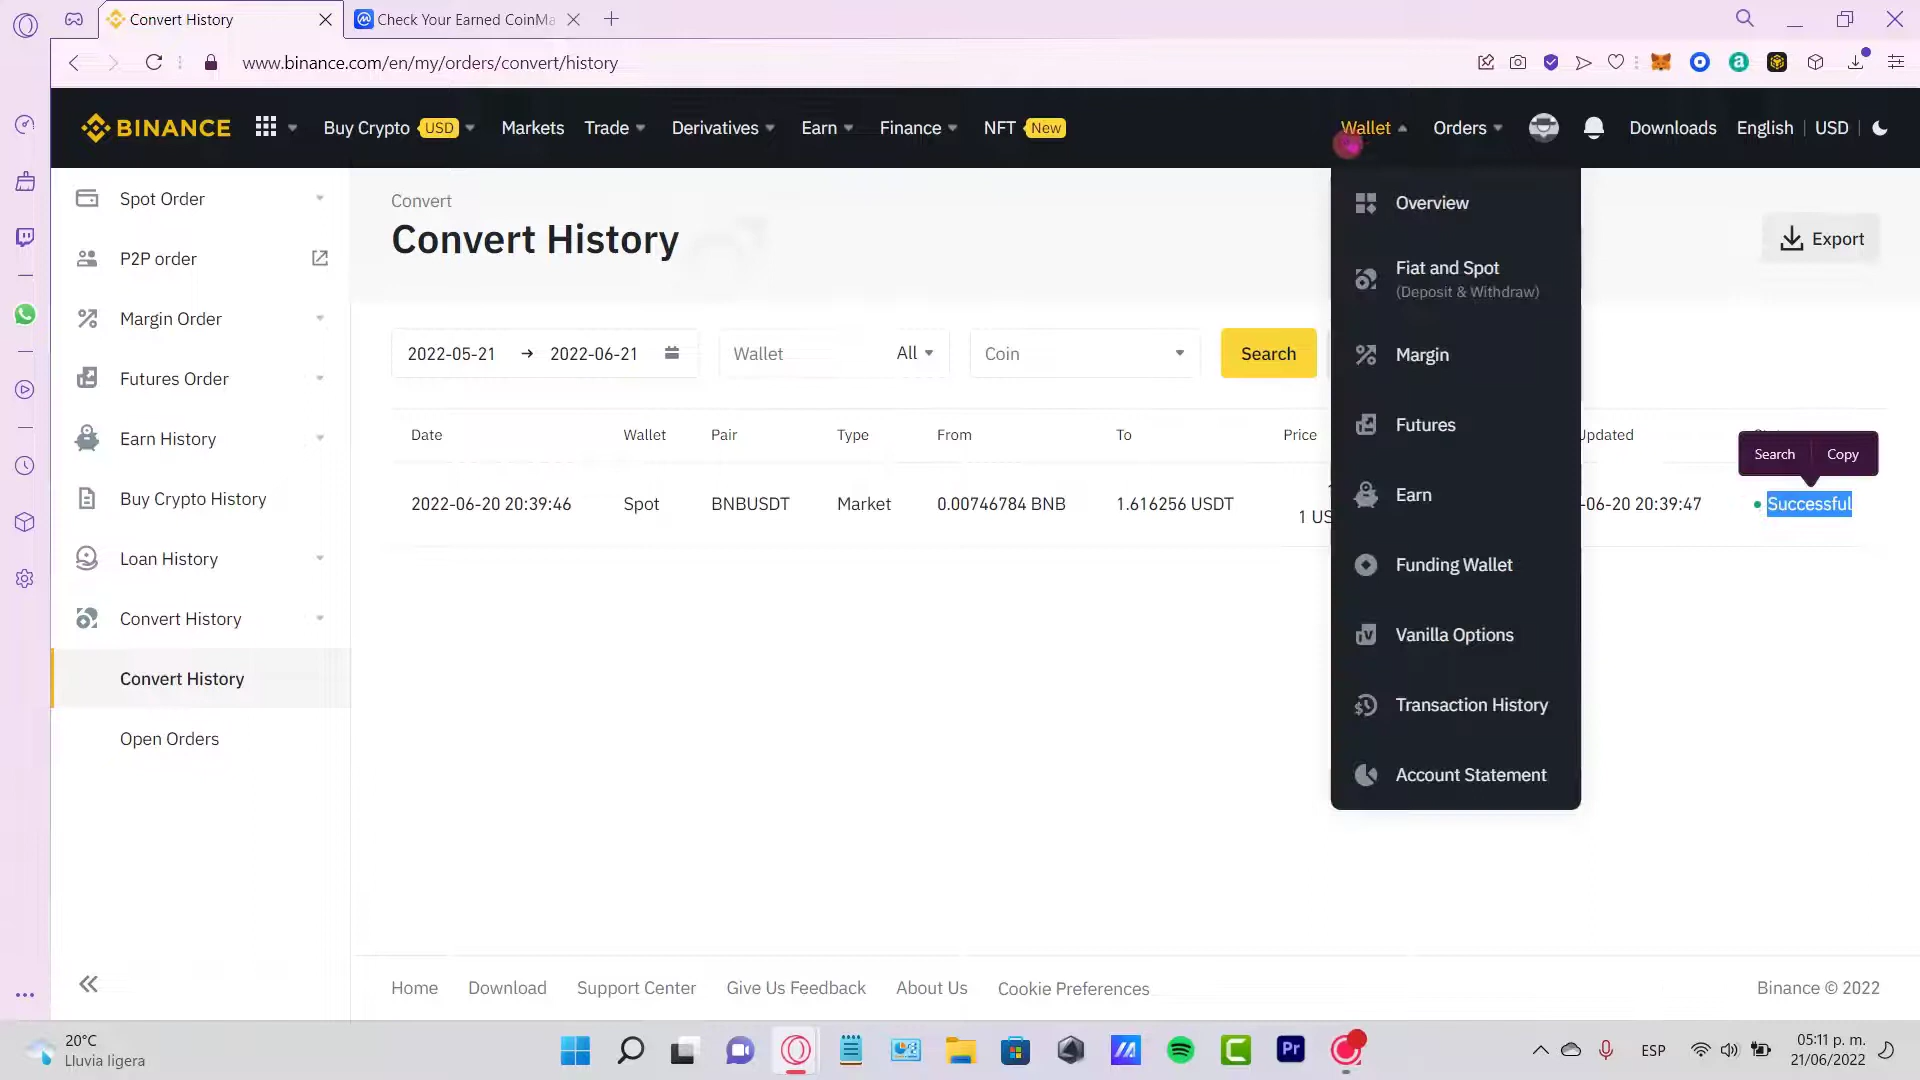 Convert History
Check Your Earned CoinMa
www.binance.com/en/my/orders/convert/history
BINANCE
Buy Crypto USD
Markets
Trade
Derivatives
Earn
Finance
NFT New
Wallet
Orders
Downloads
English
USD
Spot Order
P2P order
Margin Order
Futures Order
Earn History
Buy Crypto History
Loan History
Convert History
Convert History
Open Orders
Convert
Convert History
Export
2022-05-21 → 2022-06-21
Wallet All
Coin
Search
Date Wallet Pair Type From To Price Updated
2022-06-20 20:39:46 Spot BNBUSDT Market 0.00746784 BNB 1.616256 USDT 1 US -06-20 20:39:47 Successful
Search Copy
Overview
Fiat and Spot
(Deposit & Withdraw)
Margin
Futures
Earn
Funding Wallet
Vanilla Options
Transaction History
Account Statement
Home Download Support Center Give Us Feedback About Us Cookie Preferences
Binance © 2022
20°C
Lluvia ligera
Pr
ESP
05:11 p. m.
21/06/2022